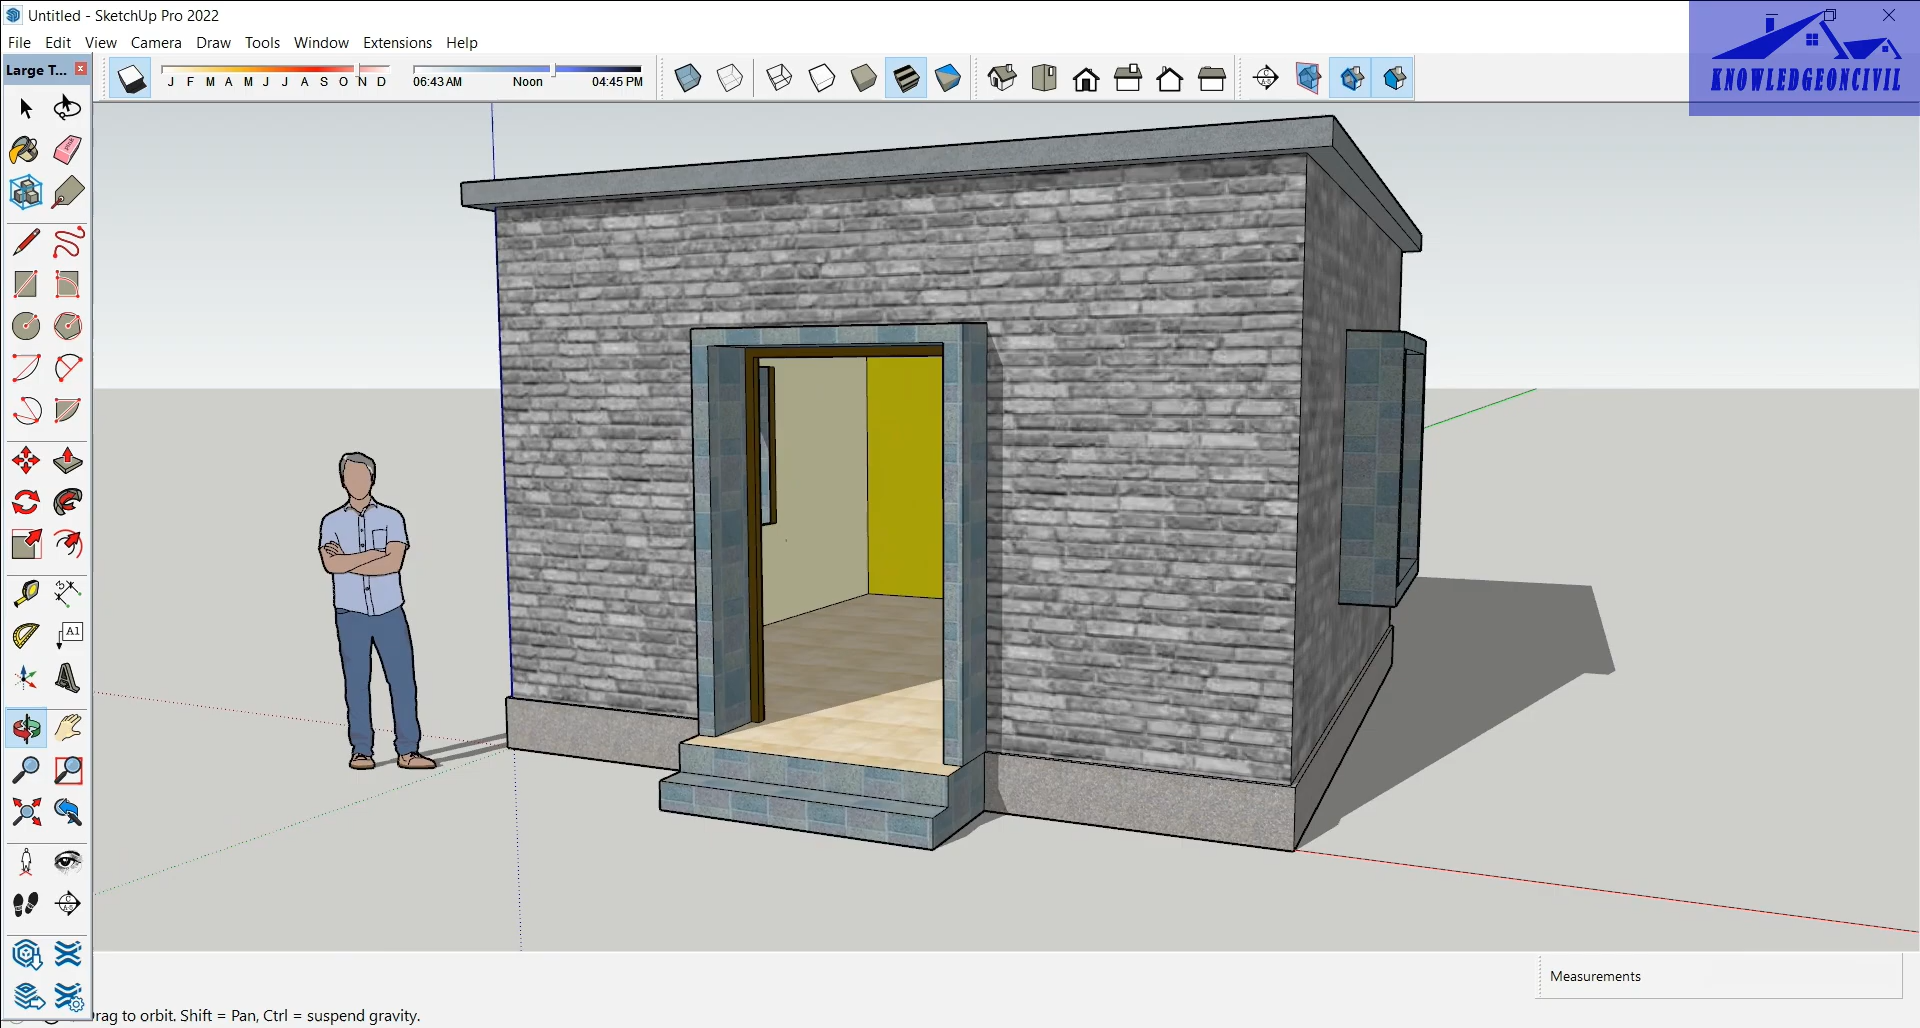 Untitled - SketchUp Pro 2022
File Edit View Camera Draw Tools Window Extensions Help
KNOWLEDGEONCIVIL
Large T...
J F M A M J J A S O N D
06:43 AM Noon 04:45 PM
A1
Measurements
Drag to orbit. Shift = Pan, Ctrl = suspend gravity.